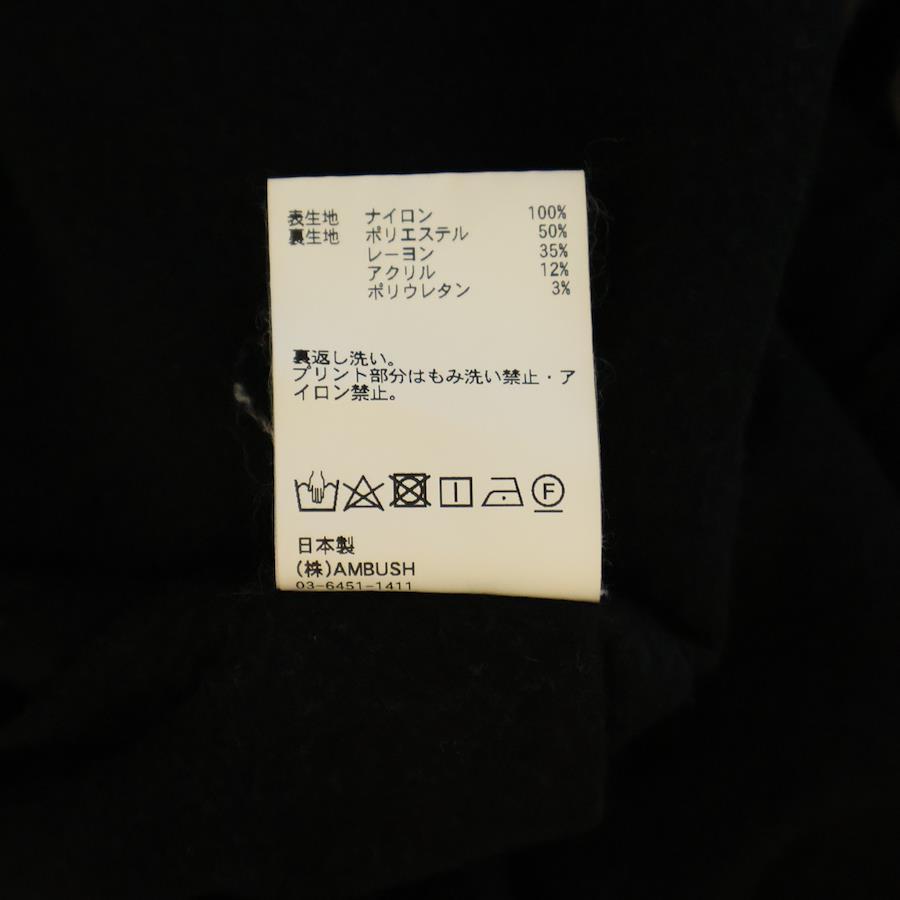 表生地 ナイロン 100%
裏生地 ポリエステル 50%
レーヨン 35%
アクリル 12%
ポリウレタン 3%
裏返し洗い。
プリント部分はもみ洗い禁止・ア
イロン禁止。
F
日本製
(株)AMBUSH
03-6451-1411